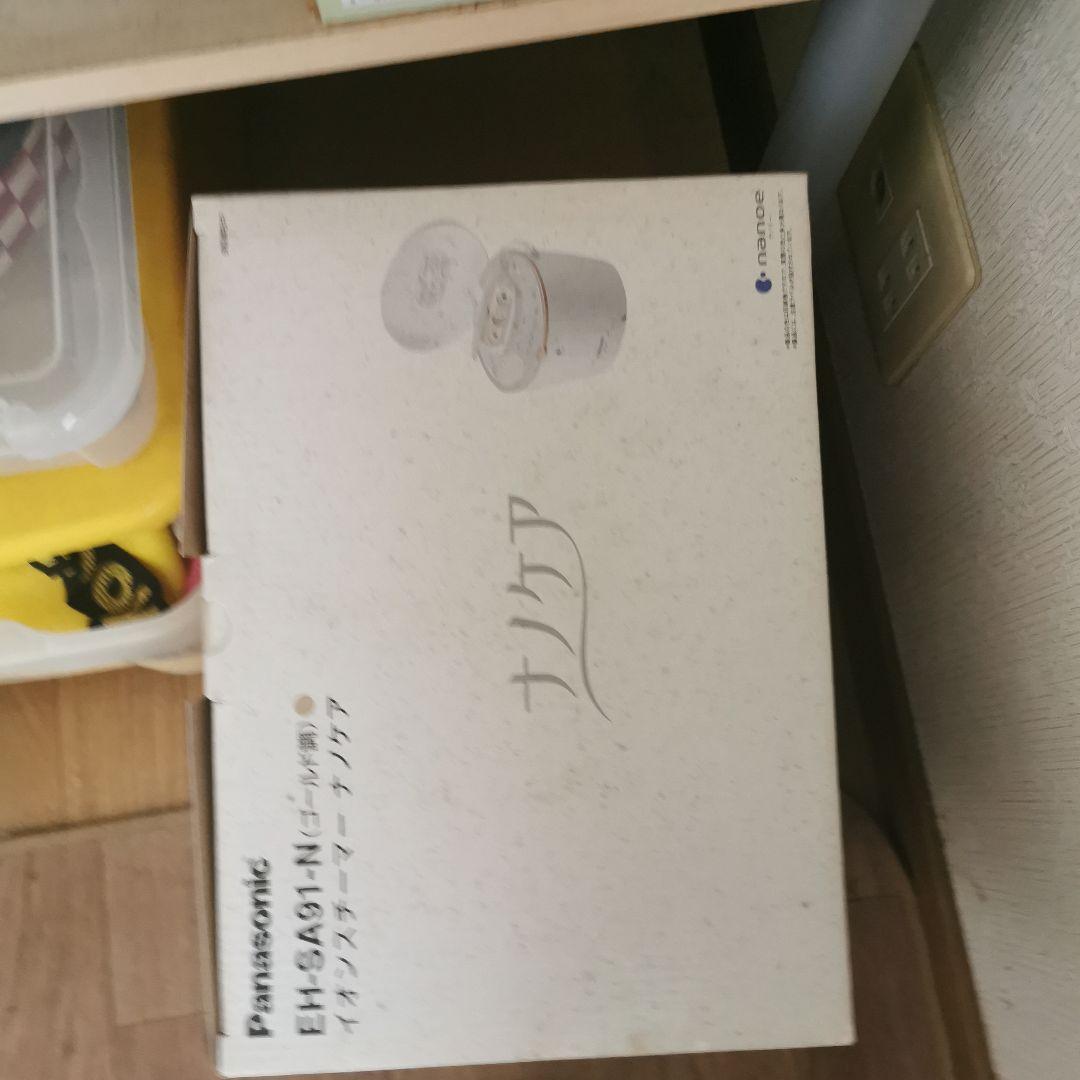 Panasonic
EH-SA91-N(ゴールド調)
イオンスチーマー ナノケア
ナノケア
nanoe